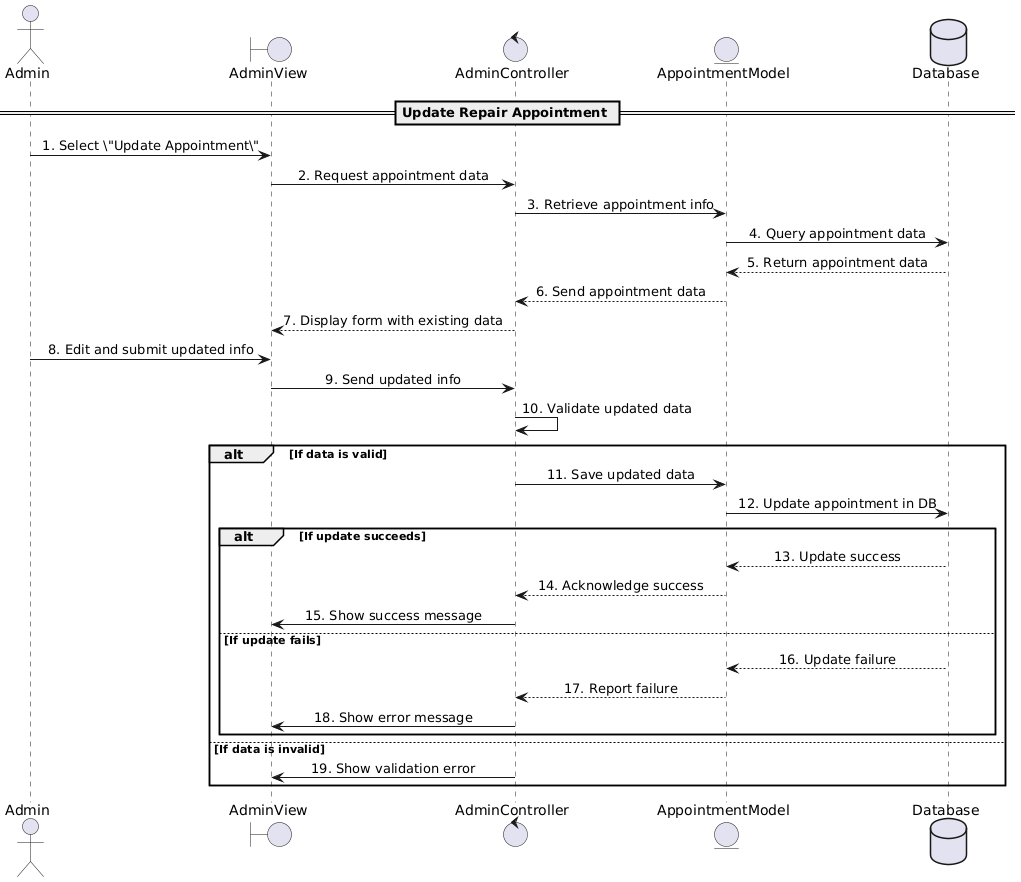 Admin
AdminView
AdminController
AppointmentModel
Database
Update Repair Appointment
1. Select \"Update Appointment\"
2. Request appointment data
3. Retrieve appointment info
4. Query appointment data
5. Return appointment data
6. Send appointment data
7. Display form with existing data
8. Edit and submit updated info
9. Send updated info
10. Validate updated data
alt [If data is valid]
11. Save updated data
12. Update appointment in DB
alt [If update succeeds]
13. Update success
14. Acknowledge success
15. Show success message
[If update fails]
16. Update failure
17. Report failure
18. Show error message
[If data is invalid]
19. Show validation error
Admin
AdminView
AdminController
AppointmentModel
Database